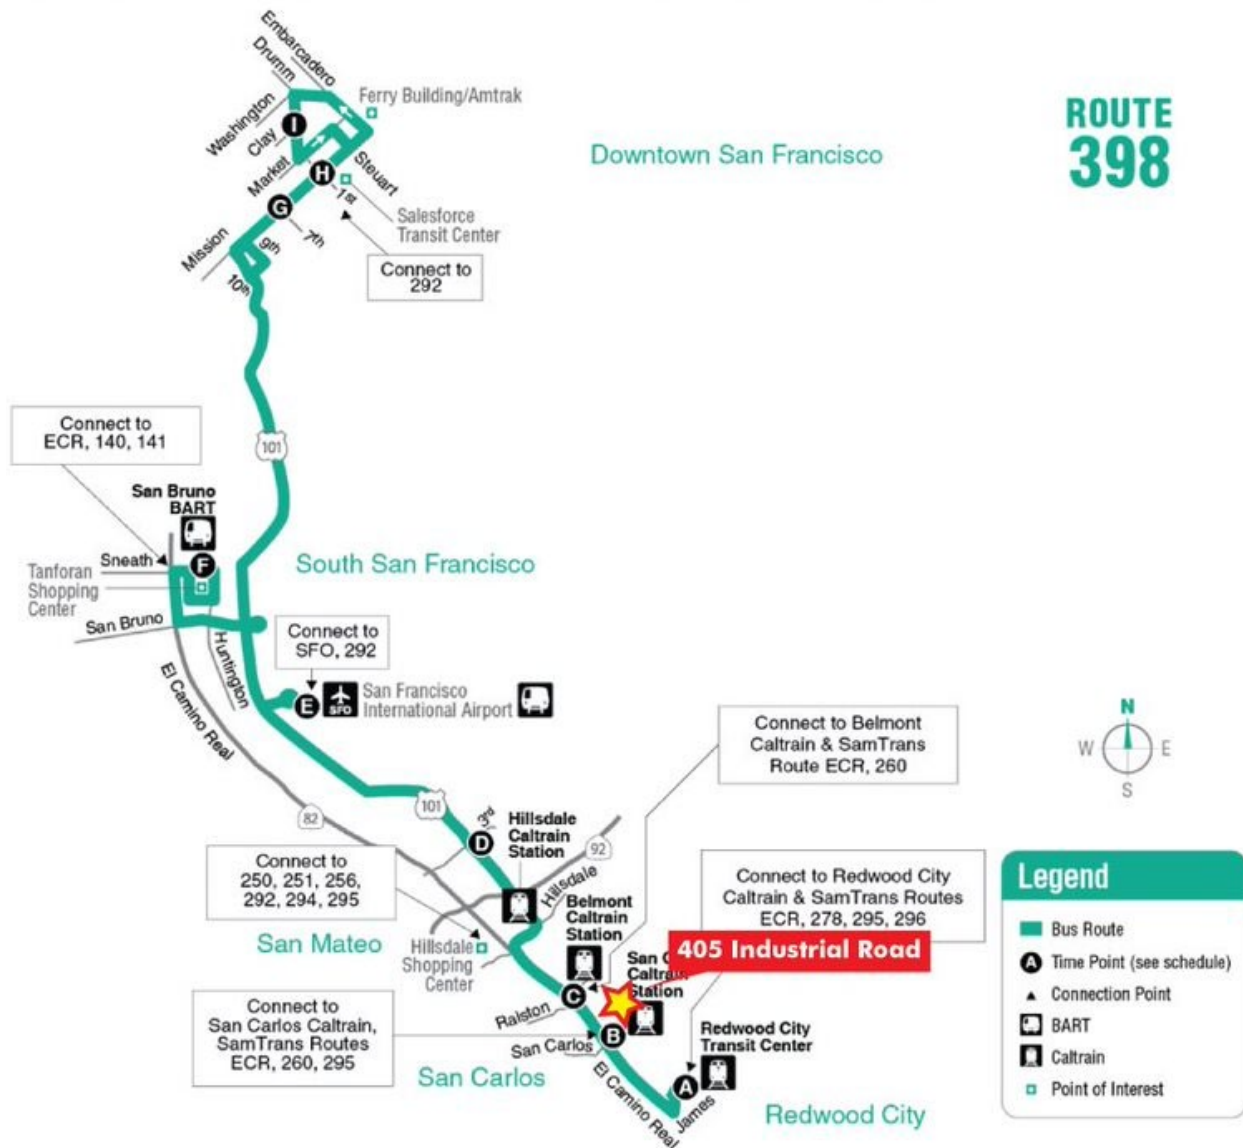 ROUTE
398
Embarcadero
Drumm
Washington
Clay
Market
I
Ferry Building/Amtrak
Downtown San Francisco
Steuart
H
1st
G
7th
Salesforce
Transit Center
Mission
9th
10th
Connect to
292
101
Connect to
ECR, 140, 141
San Bruno
BART
Sneath
F
Tanforan
Shopping
Center
South San Francisco
San Bruno
Huntington
El Camino Real
Connect to
SFO, 292
E
SFO
San Francisco
International Airport
N
W
E
S
Connect to Belmont
Caltrain & SamTrans
Route ECR, 260
101
82
3rd
D
Hillsdale
Caltrain
Station
92
Hillsdale
Connect to
250, 251, 256,
292, 294, 295
San Mateo
Hillsdale
Shopping
Center
Belmont
Caltrain
Station
Connect to Redwood City
Caltrain & SamTrans Routes
ECR, 278, 295, 296
405 Industrial Road
San
Caltrain
Station
C
Ralston
B
San Carlos
Connect to
San Carlos Caltrain,
SamTrans Routes
ECR, 260, 295
San Carlos
El Camino Real
Redwood City
Transit Center
A
James
Redwood City
Legend
Bus Route
A
Time Point (see schedule)
Connection Point
BART
Caltrain
Point of Interest